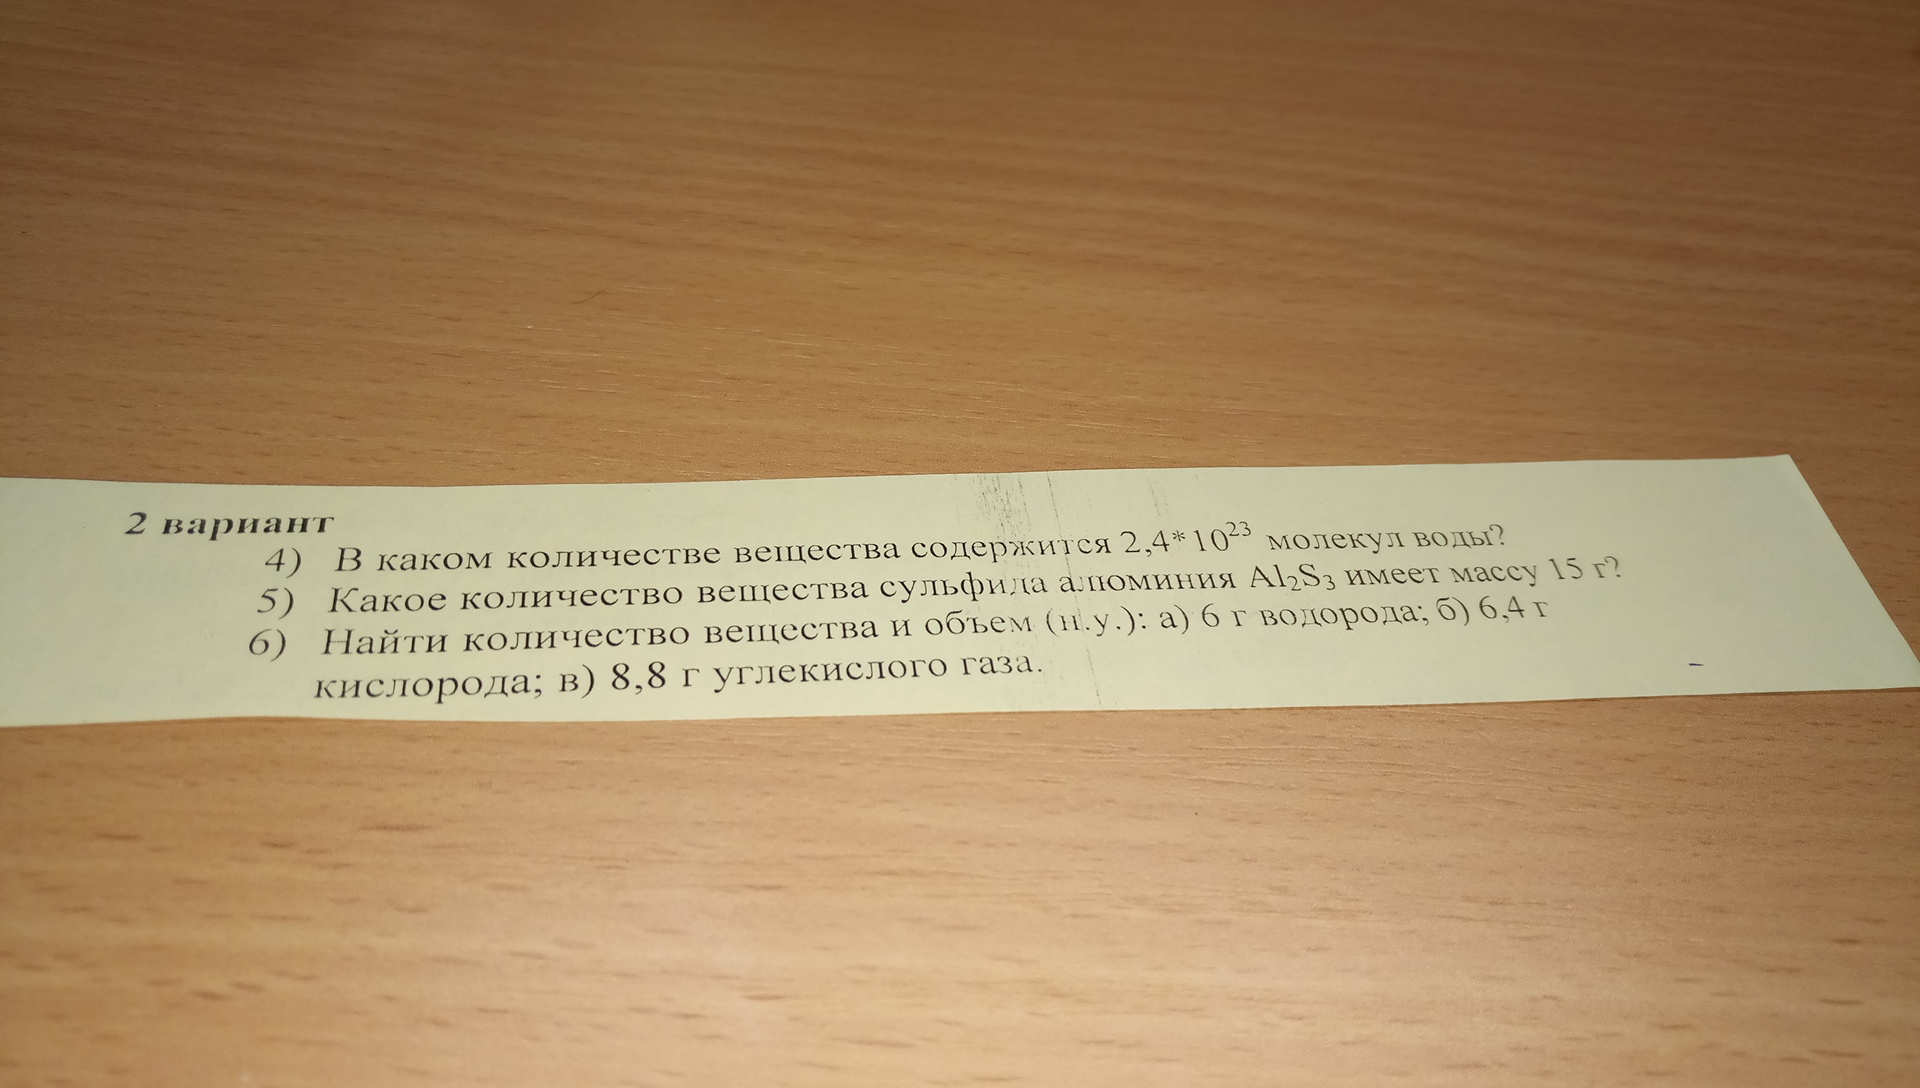 2 вариант
4) В каком количестве вещества содержится 2,4*10²³ молекул воды?
5) Какое количество вещества сульфида алюминия Al₂S₃ имеет массу 15 г?
6) Найти количество вещества и объем (н.у.): а) 6 г водорода; б) 6,4 г
кислорода; в) 8,8 г углекислого газа.